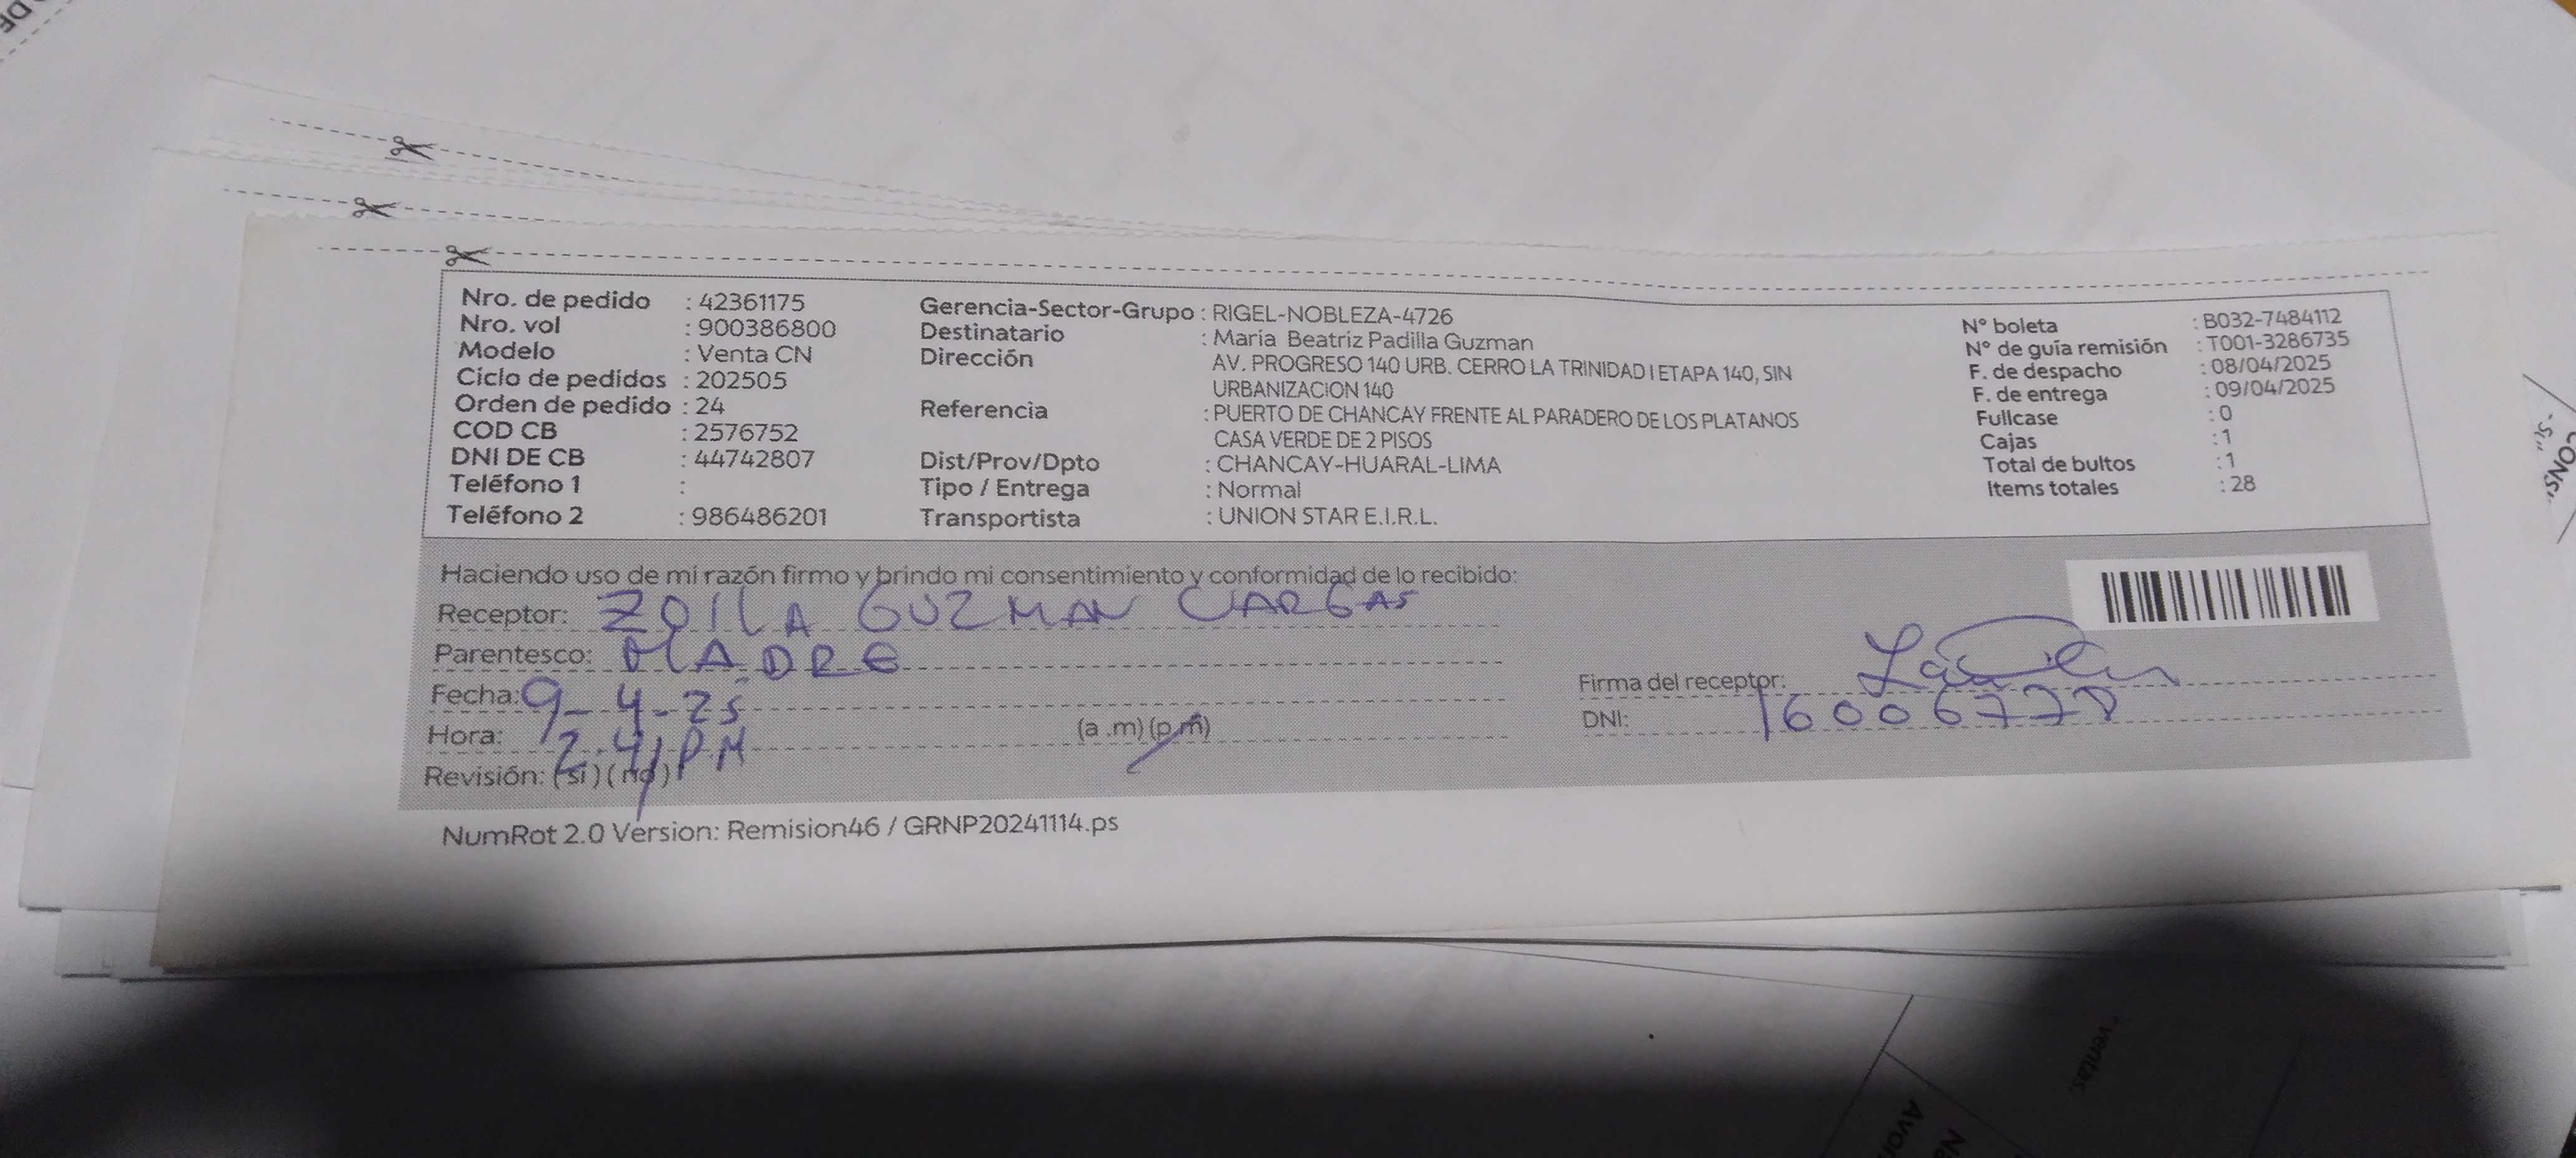 Nro. de pedido : 42361175
Nro. vol : 900386800
Modelo : Venta CN
Ciclo de pedidos : 202505
Orden de pedido : 24
COD CB : 2576752
DNI DE CB : 44742807
Teléfono 1 :
Teléfono 2 : 986486201
Gerencia-Sector-Grupo : RIGEL-NOBLEZA-4726
Destinatario : Maria Beatriz Padilla Guzman
Dirección AV. PROGRESO 140 URB. CERRO LA TRINIDAD I ETAPA 140, SIN
URBANIZACION 140
Referencia : PUERTO DE CHANCAY FRENTE AL PARADERO DE LOS PLATANOS
CASA VERDE DE 2 PISOS
Dist/Prov/Dpto : CHANCAY-HUARAL-LIMA
Tipo / Entrega : Normal
Transportista : UNION STAR E.I.R.L.
N° boleta : B032-7484112
N° de guía remisión : T001-3286735
F. de despacho : 08/04/2025
F. de entrega : 09/04/2025
Fullcase : 0
Cajas : 1
Total de bultos : 1
Items totales : 28
Haciendo uso de mi razón firmo y brindo mi consentimiento y conformidad de lo recibido:
Receptor: ZOILA GUZMAN VARGAS
Parentesco: MADRE
Fecha: 9-4-25
Hora: 2.41 PM (a.m) (p.m)
Revisión: (si) (no)
Firma del receptor:
DNI: 16006778
NumRot 2.0 Version: Remision46 / GRNP20241114.ps
DE
ventas.